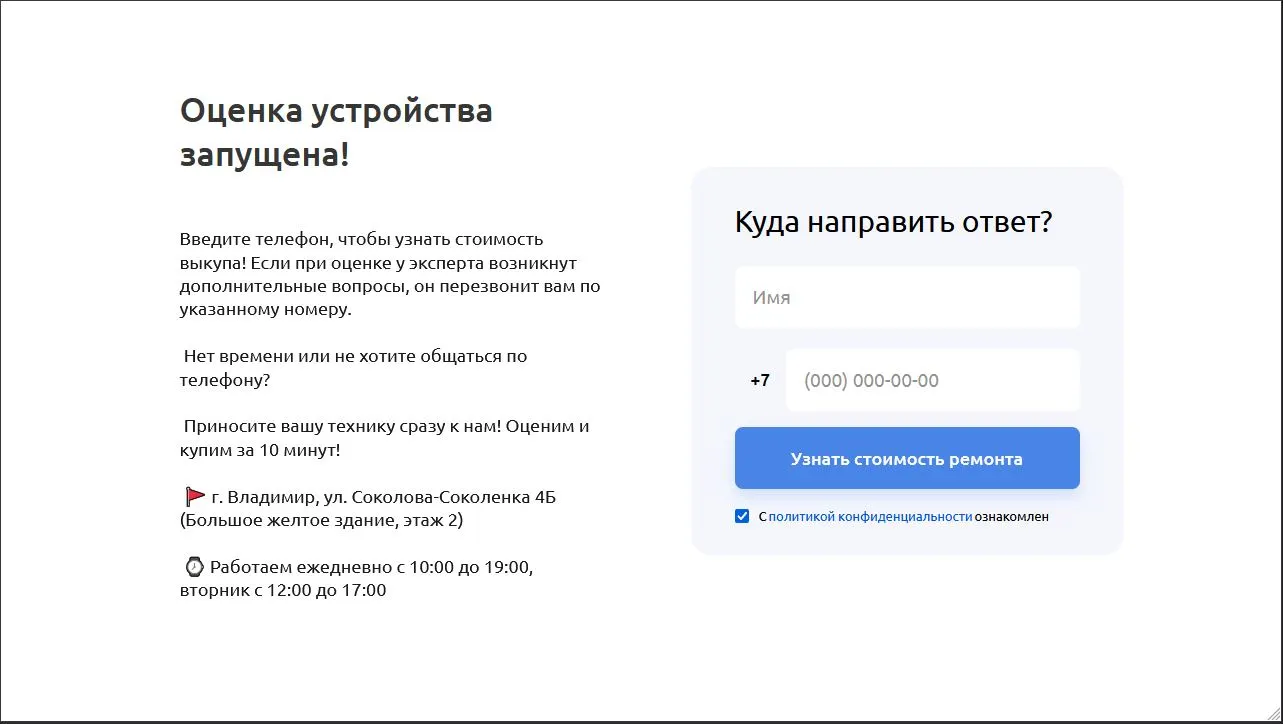 Оценка устройства
запущена!
Введите телефон, чтобы узнать стоимость
выкупа! Если при оценке у эксперта возникнут
дополнительные вопросы, он перезвонит вам по
указанному номеру.
Нет времени или не хотите общаться по
телефону?
Приносите вашу технику сразу к нам! Оценим и
купим за 10 минут!
г. Владимир, ул. Соколова-Соколенка 4Б
(Большое желтое здание, этаж 2)
Работаем ежедневно с 10:00 до 19:00,
вторник с 12:00 до 17:00
Куда направить ответ?
Имя
+7 (000) 000-00-00
Узнать стоимость ремонта
С политикой конфиденциальности ознакомлен